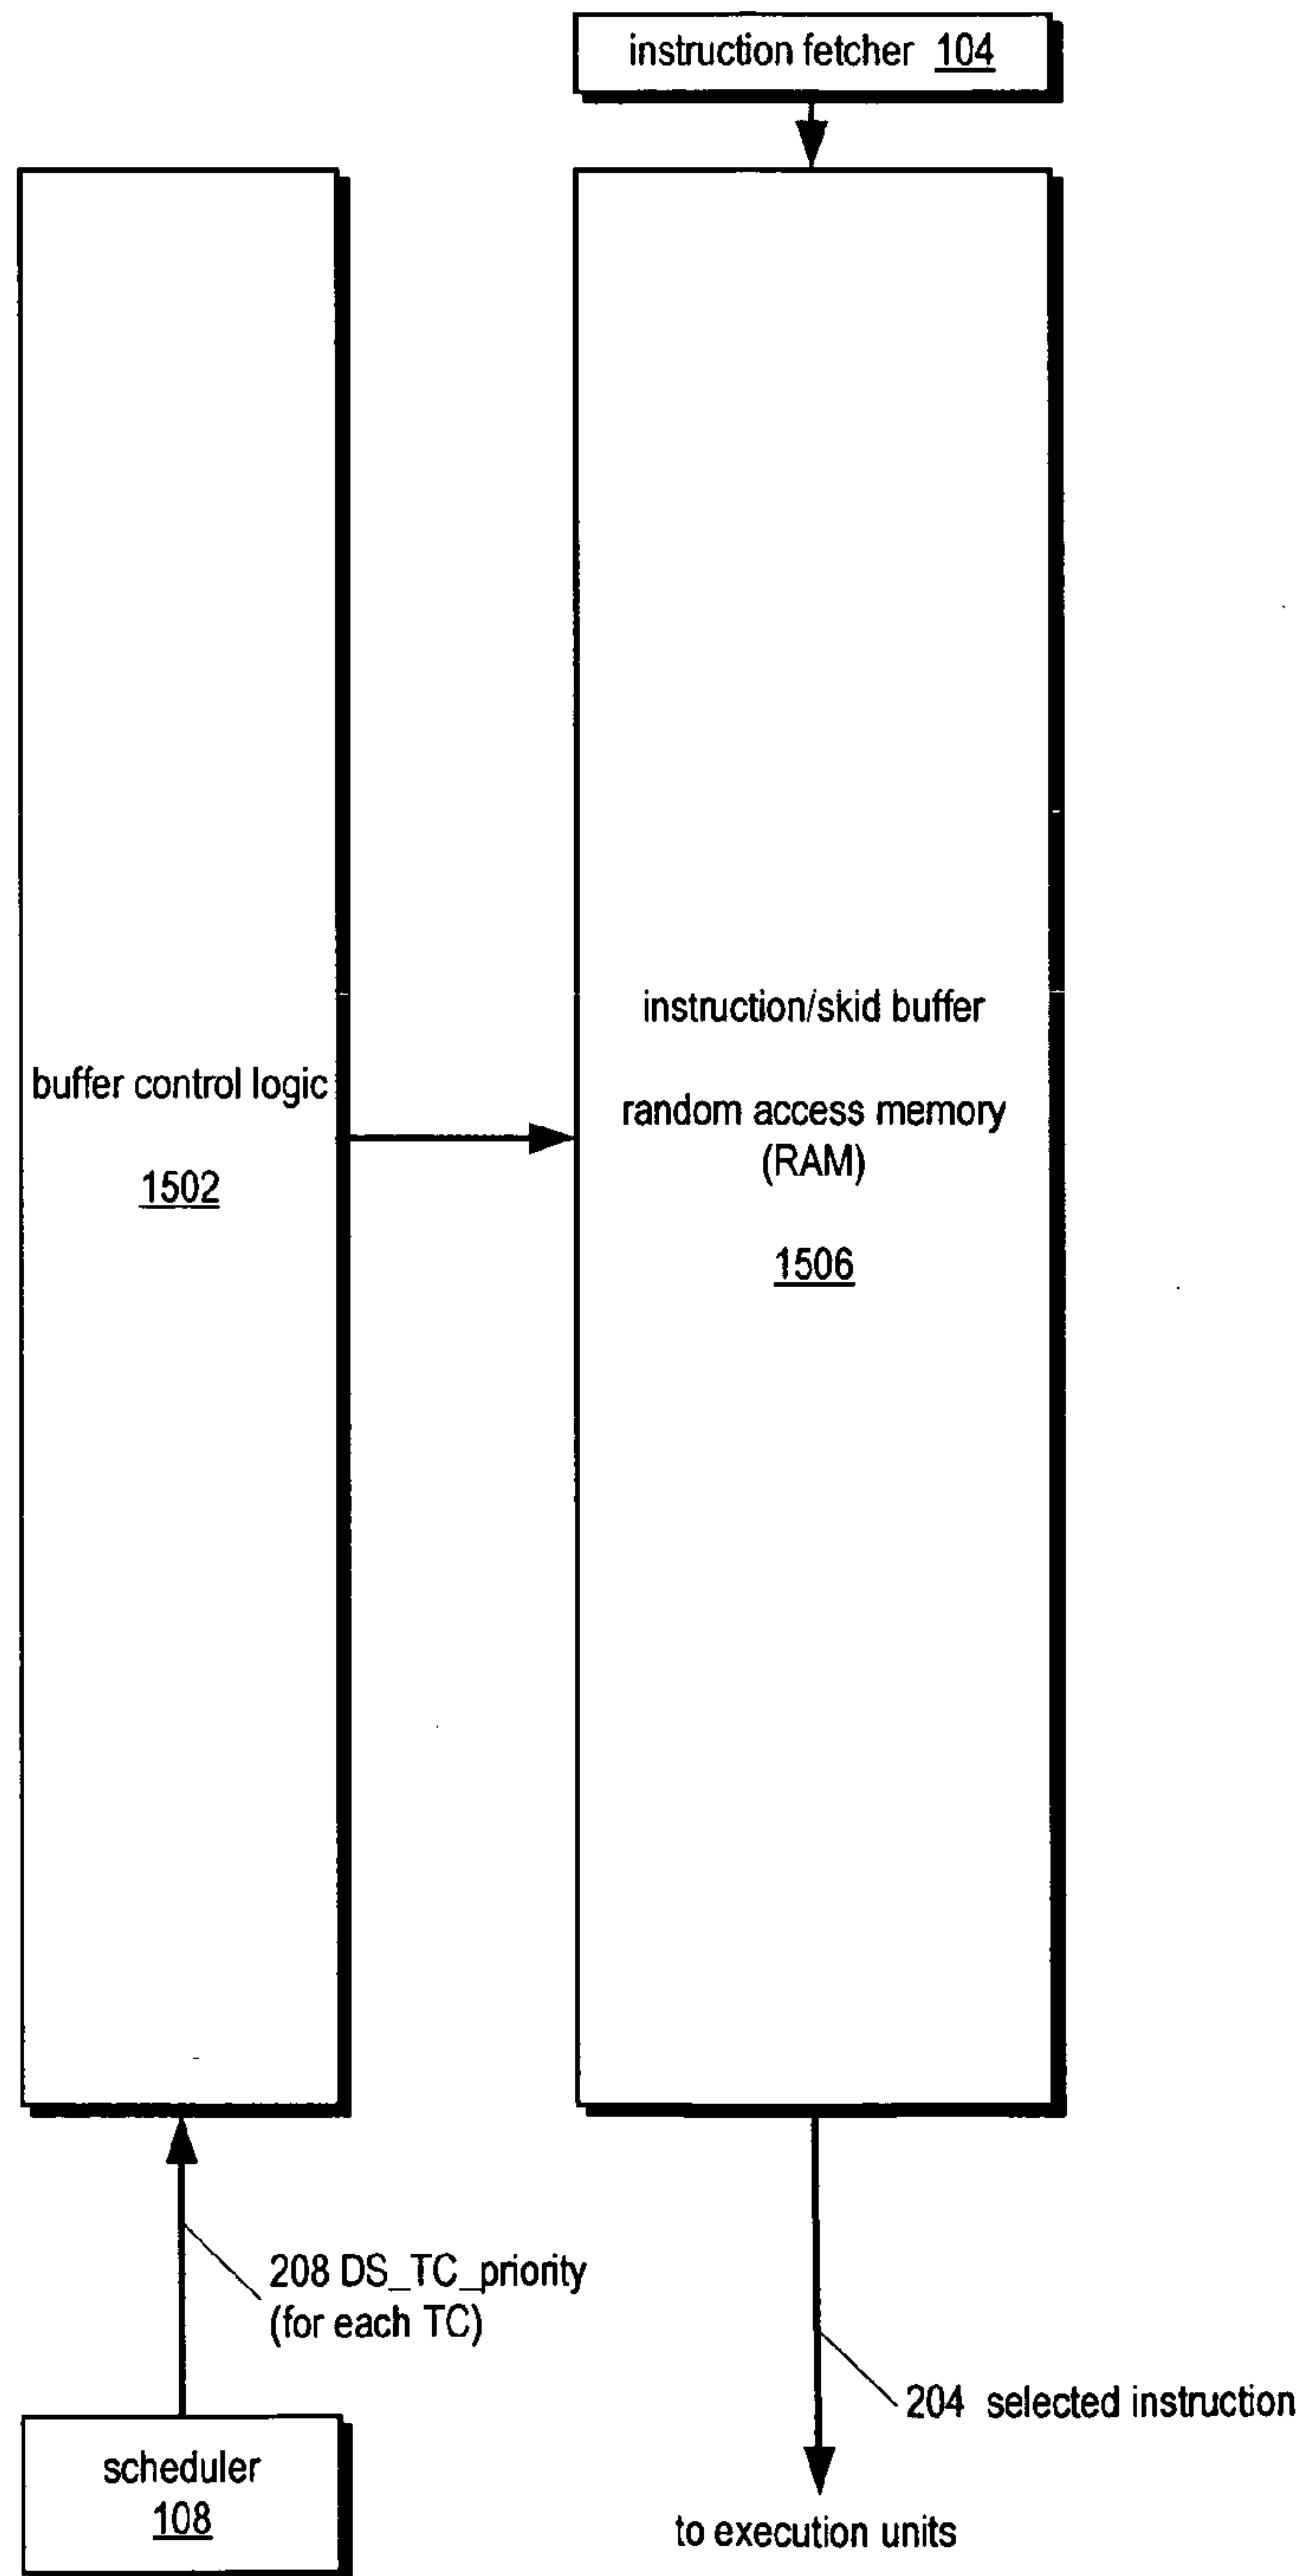 instruction fetcher 104
buffer control logic
1502
instruction/skid buffer
random access memory
(RAM)
1506
208 DS_TC_priority
(for each TC)
204 selected instruction
scheduler
108
to execution units